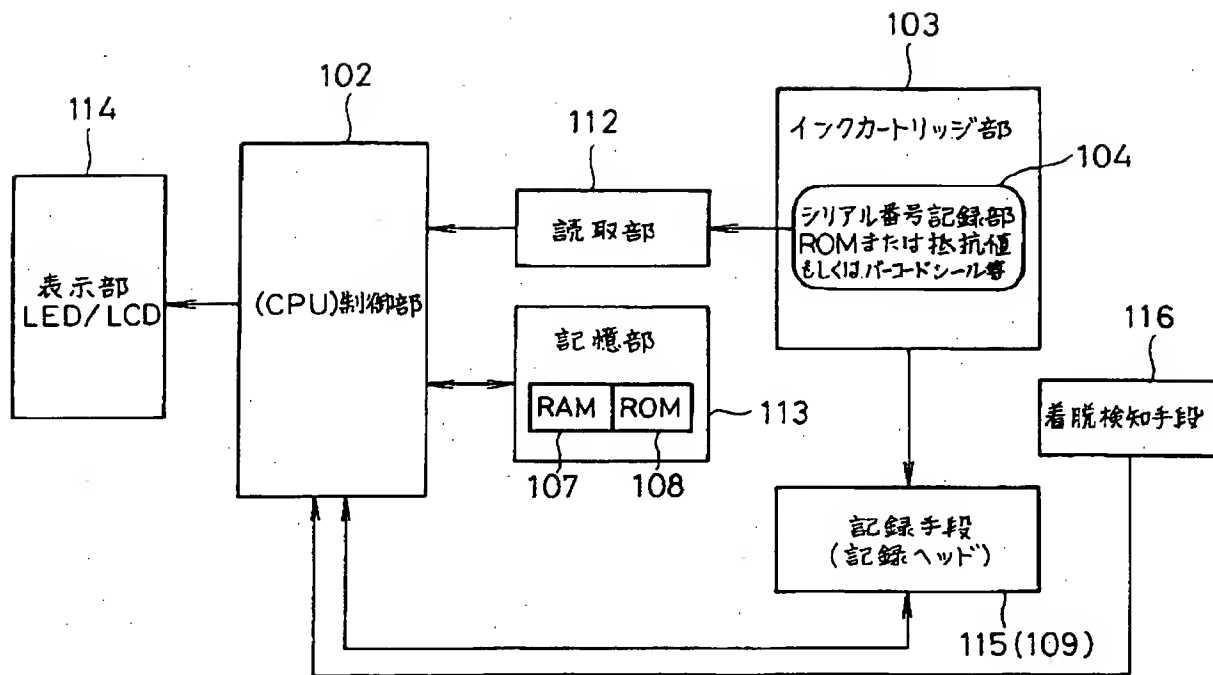 103
102
114
インクカートリッジ部
112
104
シリアル番号記録部
ROMまたは抵抗値
もしくはバーコードシール等
読取部
表示部
LED/LCD
(CPU)制御部
記憶部
RAM ROM
113
107 108
116
着脱検知手段
記録手段
(記録ヘッド)
115(109)